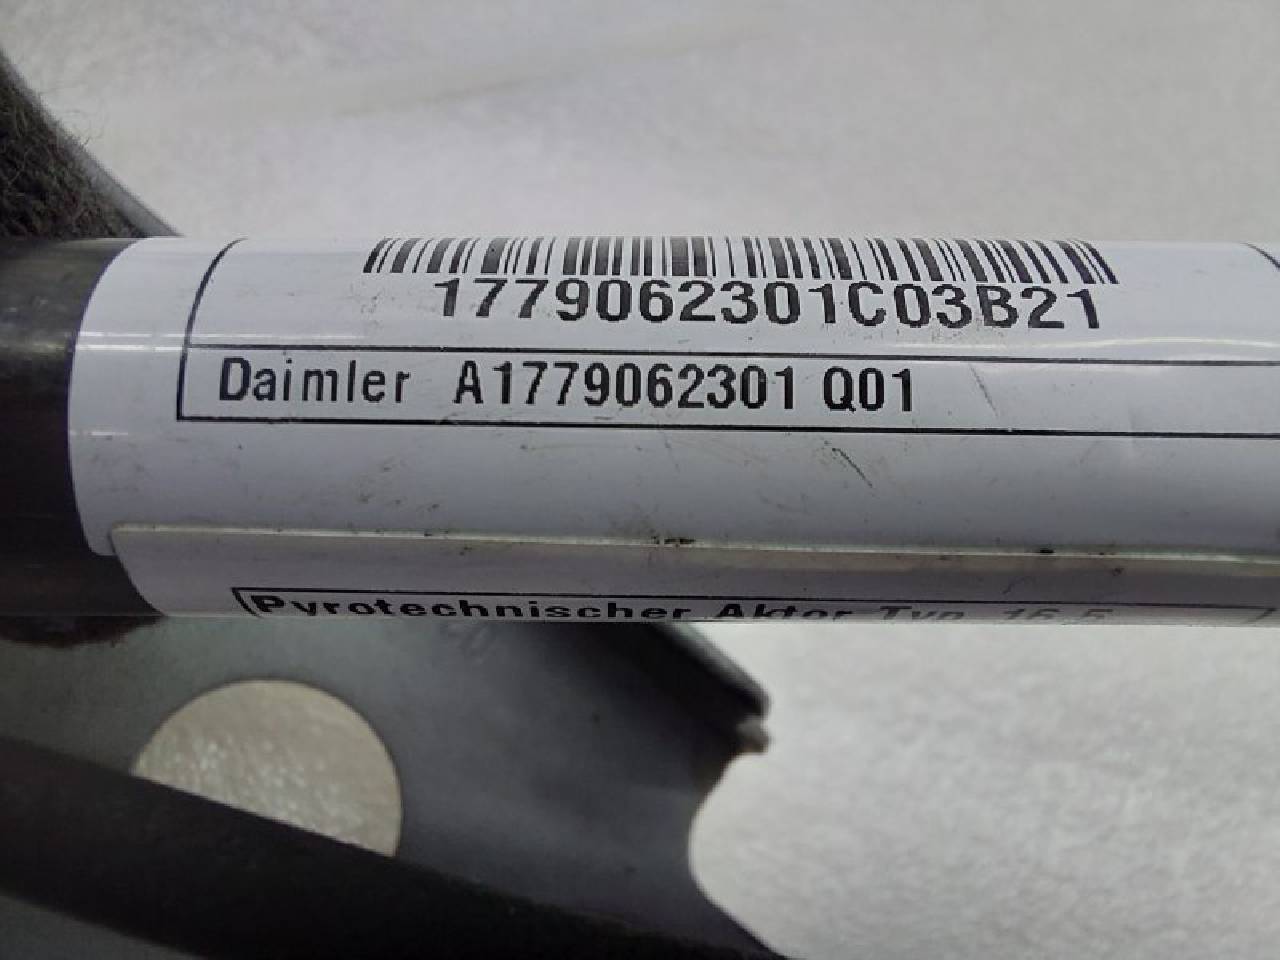 1779062301C03B21
Daimler A1779062301 Q01
Pyrotechnischer Aktor Typ 16.5